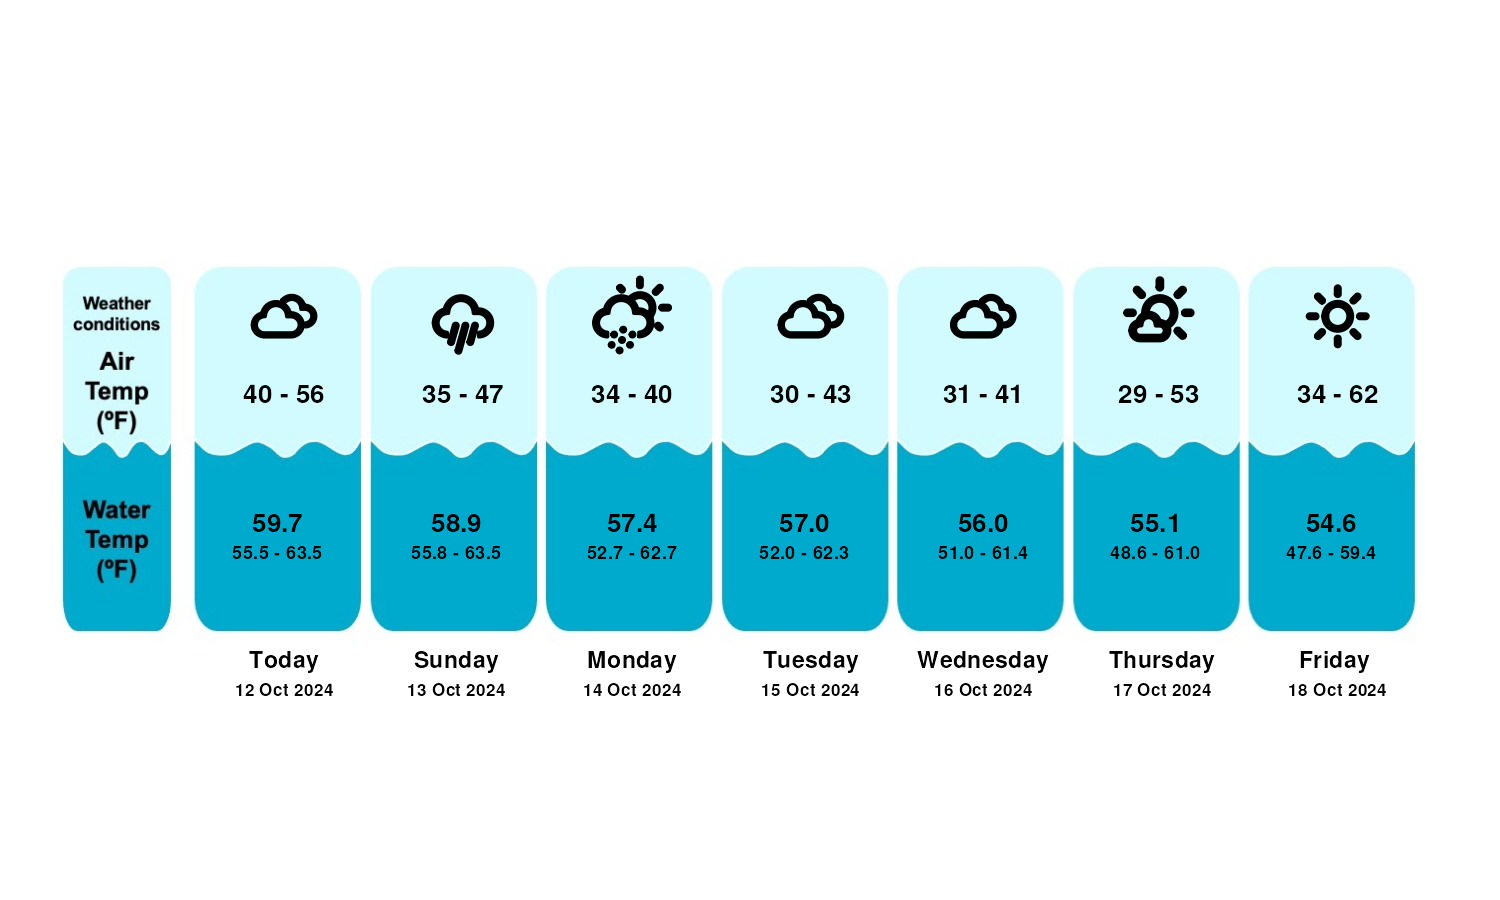 Weather
conditions
Air
Temp
(ºF)
40 - 56
35 - 47
34 - 40
30 - 43
31 - 41
29 - 53
34 - 62
Water
Temp
(ºF)
59.7
58.9
57.4
57.0
56.0
55.1
54.6
55.5 - 63.5
55.8 - 63.5
52.7 - 62.7
52.0 - 62.3
51.0 - 61.4
48.6 - 61.0
47.6 - 59.4
Today
Sunday
Monday
Tuesday
Wednesday
Thursday
Friday
12 Oct 2024
13 Oct 2024
14 Oct 2024
15 Oct 2024
16 Oct 2024
17 Oct 2024
18 Oct 2024